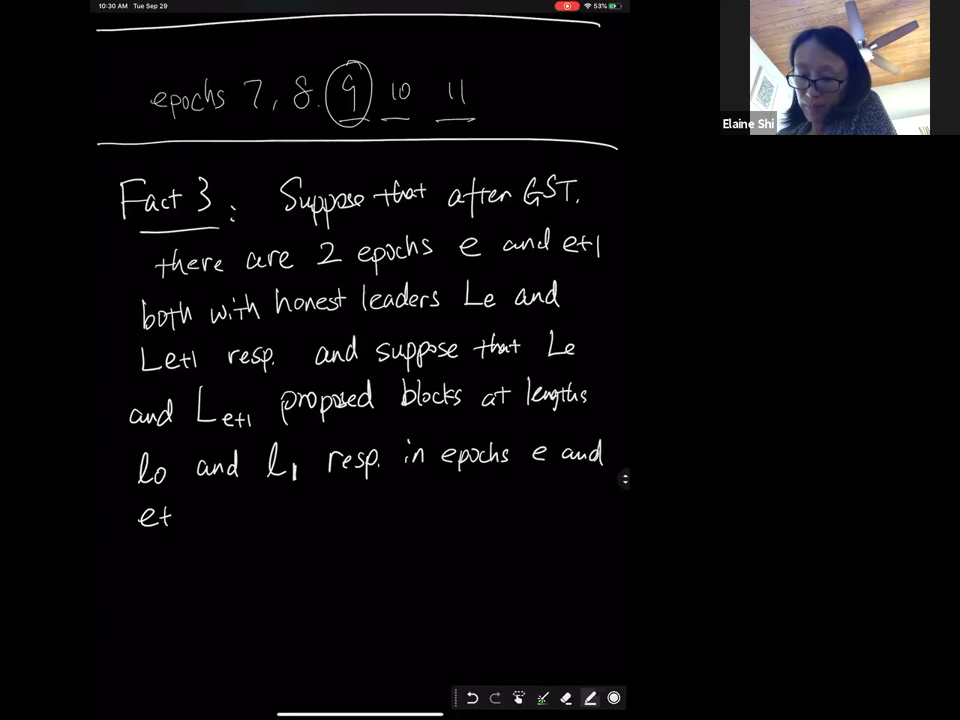 10:30 AM Tue Sep 29
53%
epochs 7, 8. 9 10 11
Fact 3: Suppose that after GST.
there are 2 epochs e and e+1
both with honest leaders Le and
Le+1 resp. and suppose that Le
and Le+1 proposed blocks at lengths
l0 and l1 resp. in epochs e and
e+
Elaine Shi